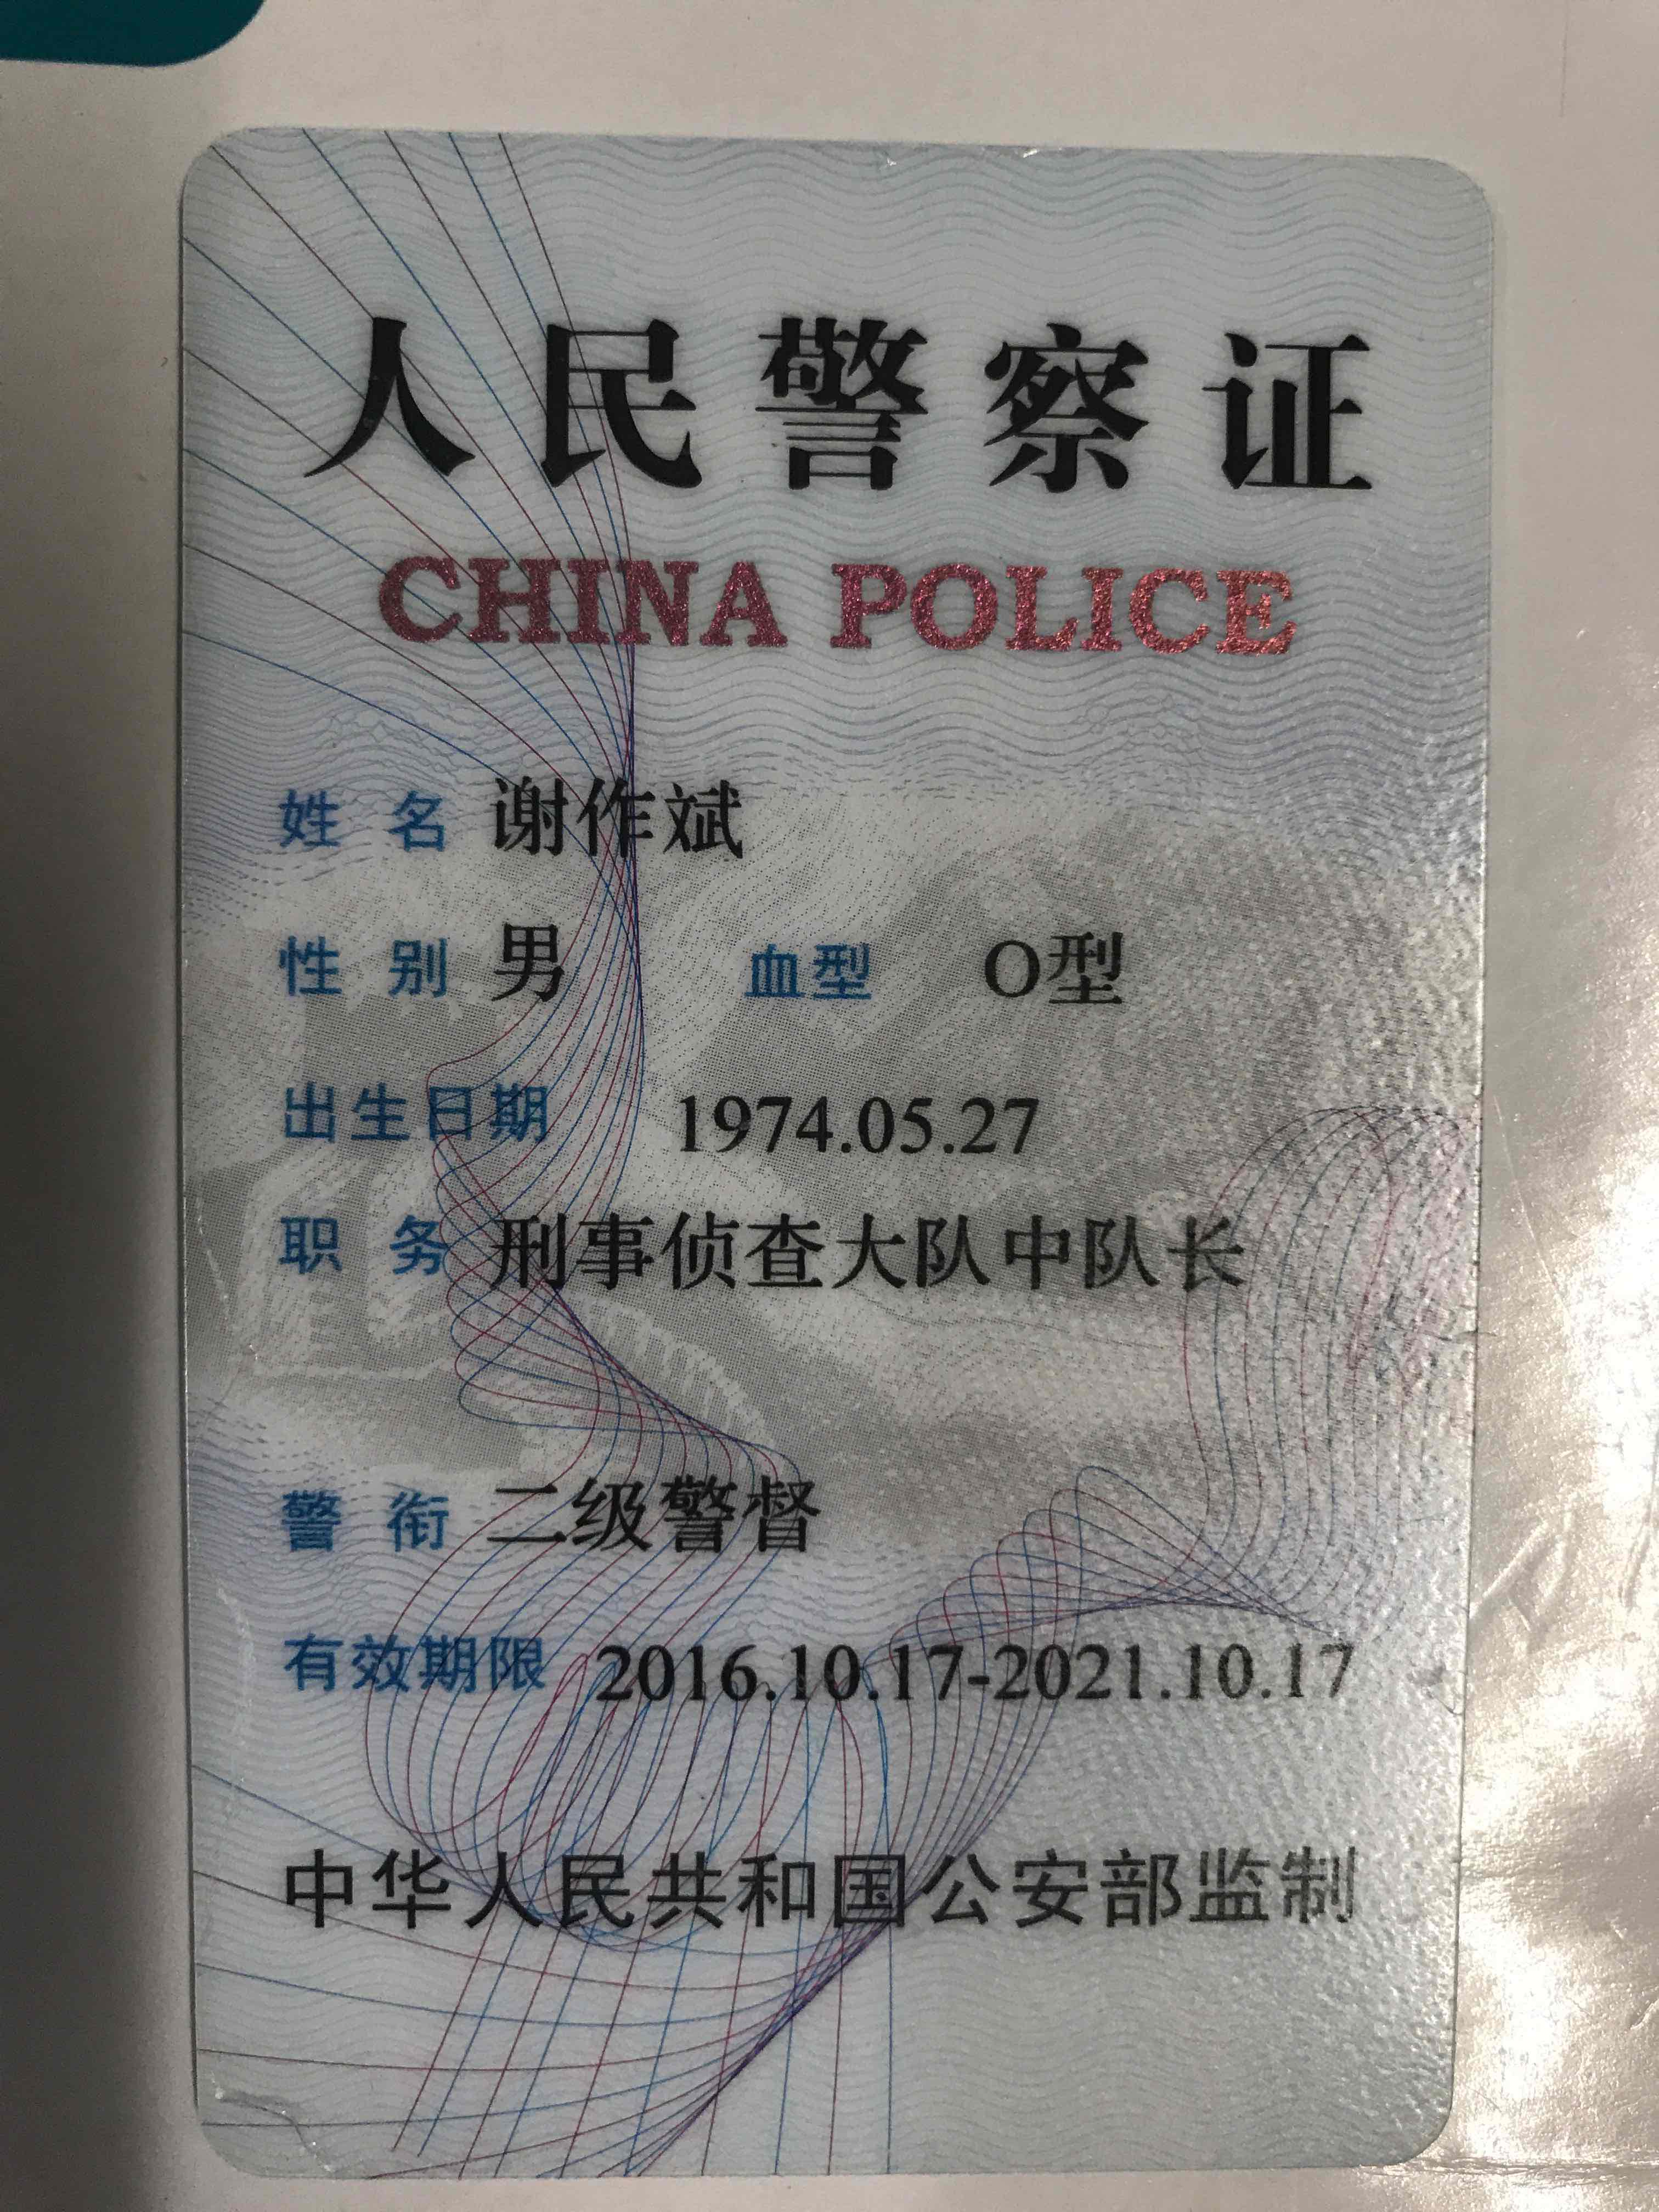 人民警察证
CHINA POLICE
姓 名 谢作斌
性 别 男 血型 O型
出生日期 1974.05.27
职 务 刑事侦查大队中队长
警 衔 二级警督
有效期限 2016.10.17-2021.10.17
中华人民共和国公安部监制